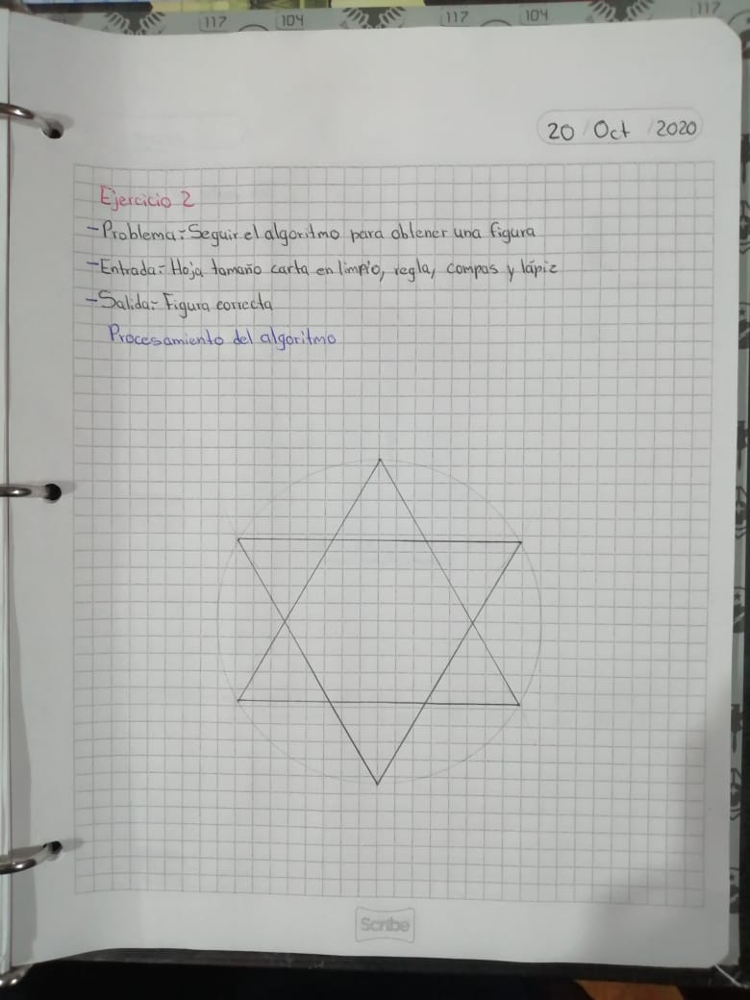 117 104 117 104 117
20 Oct 2020
Ejercicio 2
-Problema:- Seguir el algoritmo para obtener una figura
-Entrada:- Hoja tamaño carta en limpio, regla, compas y lápiz
-Salida:- Figura correcta
Procesamiento del algoritmo
Scribe